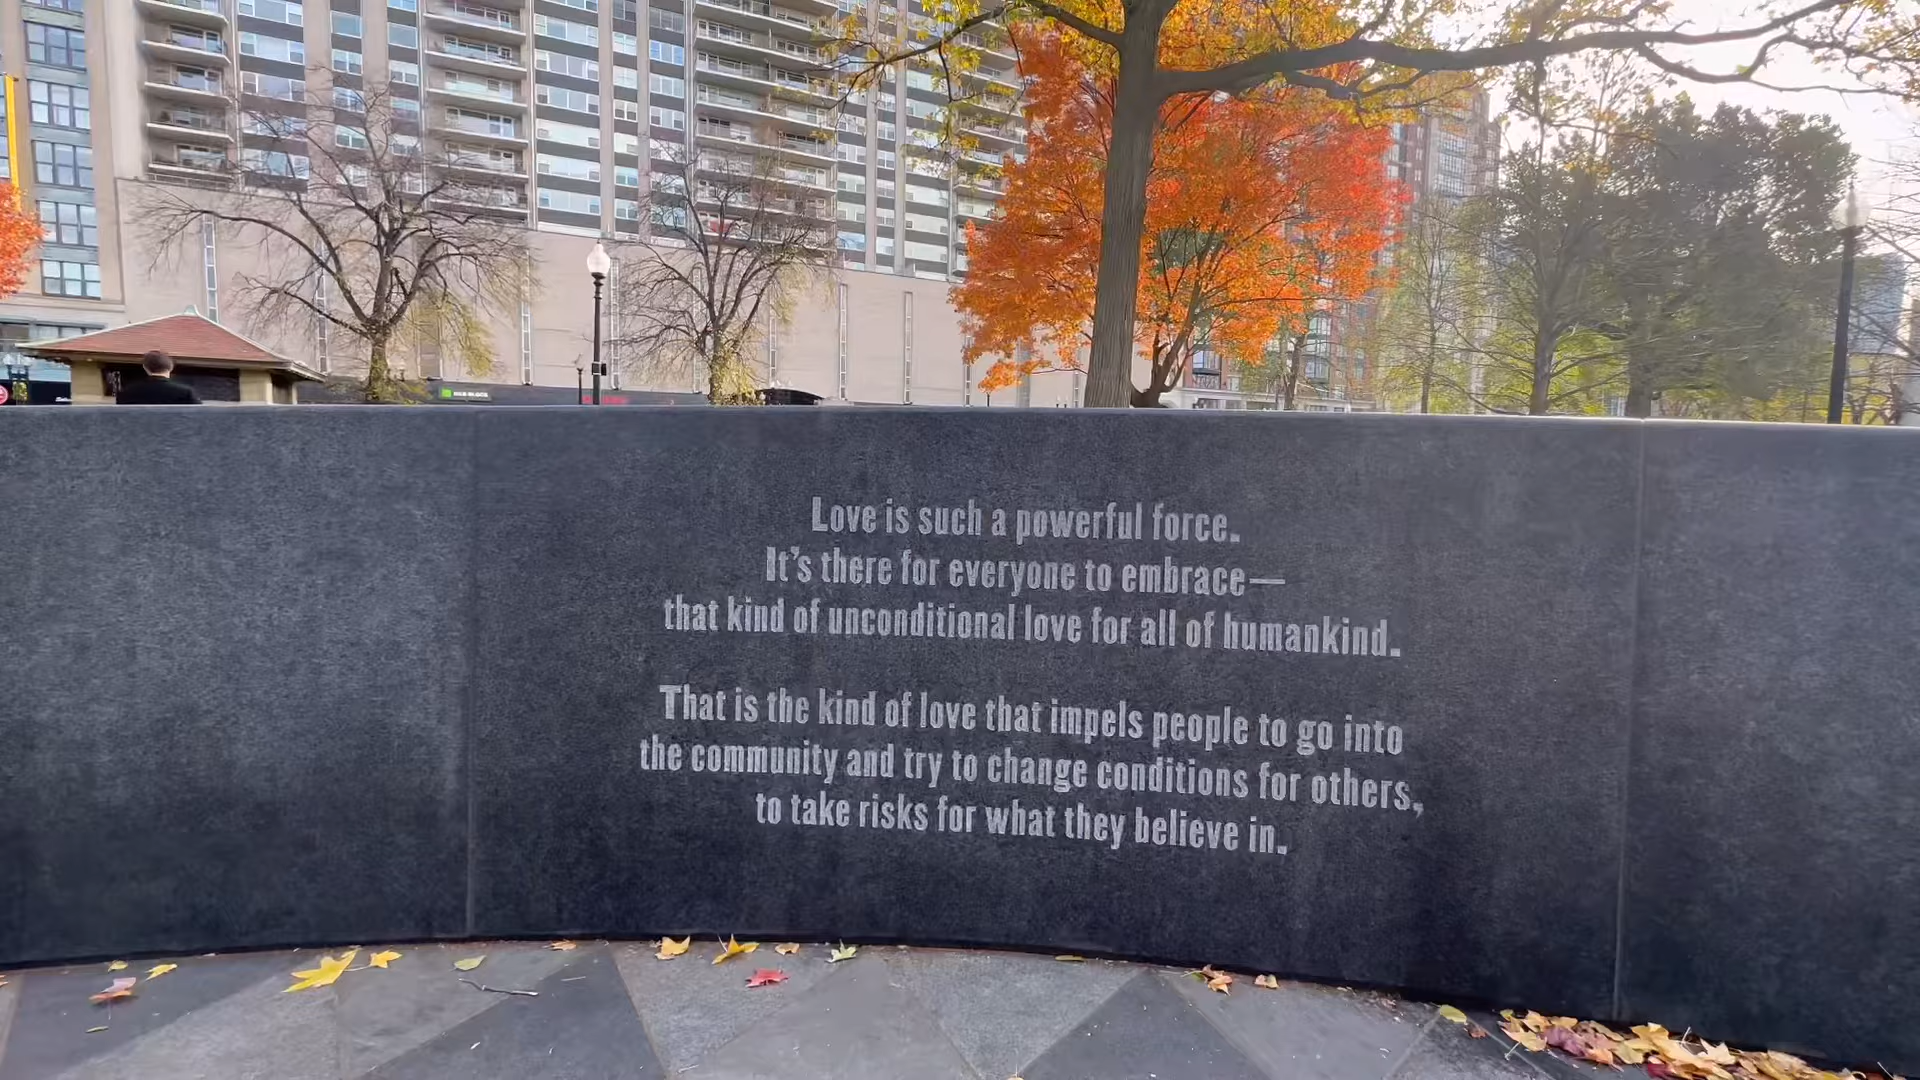 Love is such a powerful force.
It's there for everyone to embrace—
that kind of unconditional love for all of humankind.
That is the kind of love that impels people to go into
the community and try to change conditions for others,
to take risks for what they believe in.